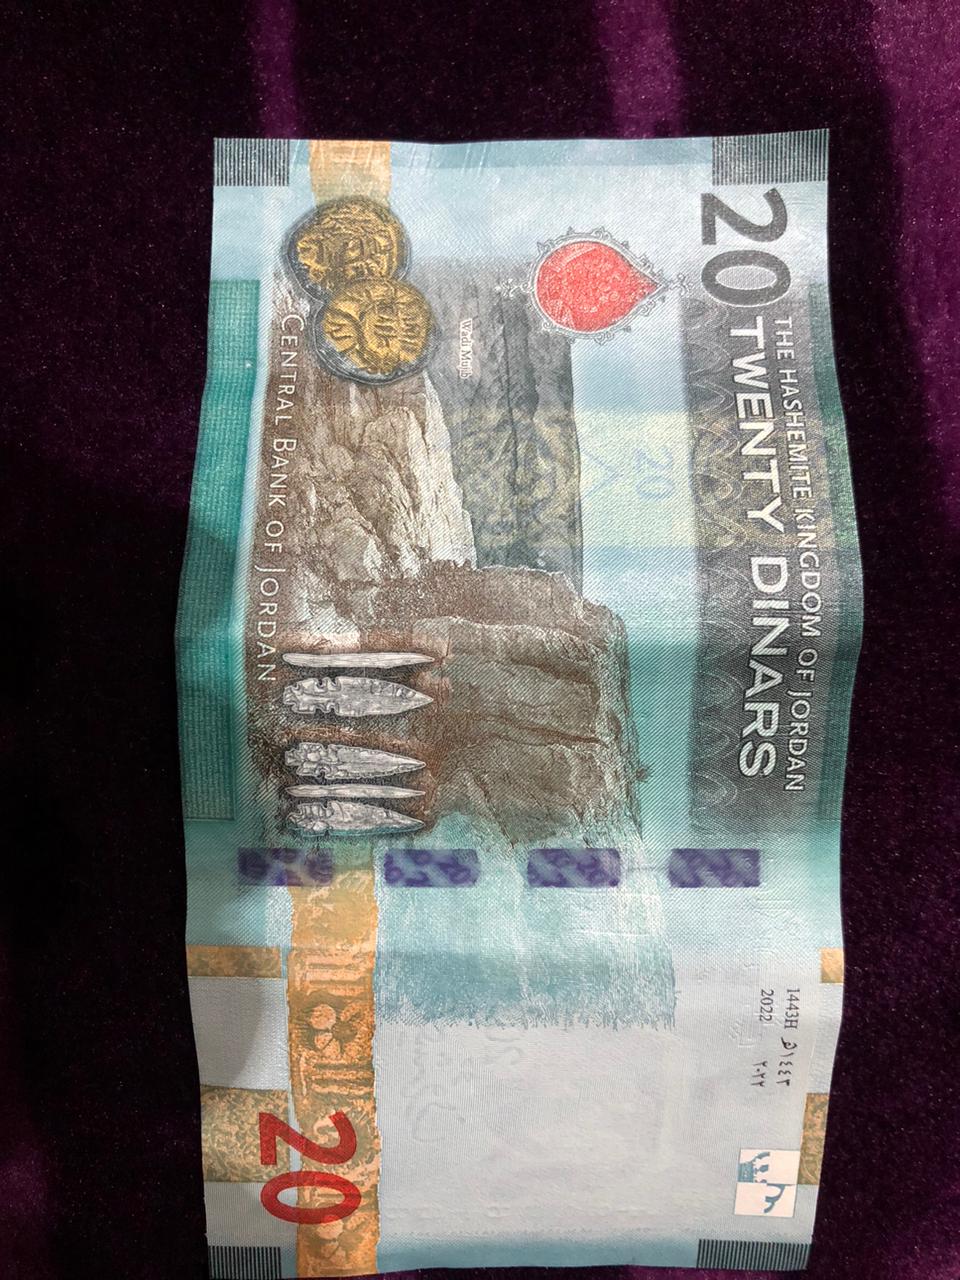 THE HASHEMITE KINGDOM OF JORDAN
20 TWENTY DINARS
1443H ١٤٤٣هـ
2022 ٢٠٢٢
20
Wadi Mujib
CENTRAL BANK OF JORDAN
20